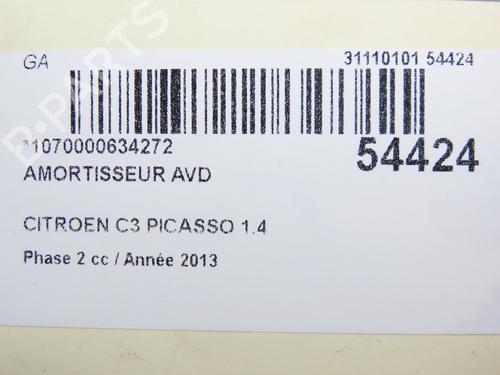 GA
31110101 54424
*1070000634272
54424
AMORTISSEUR AVD
CITROEN C3 PICASSO 1.4
Phase 2 cc / Année 2013
B-PARTS